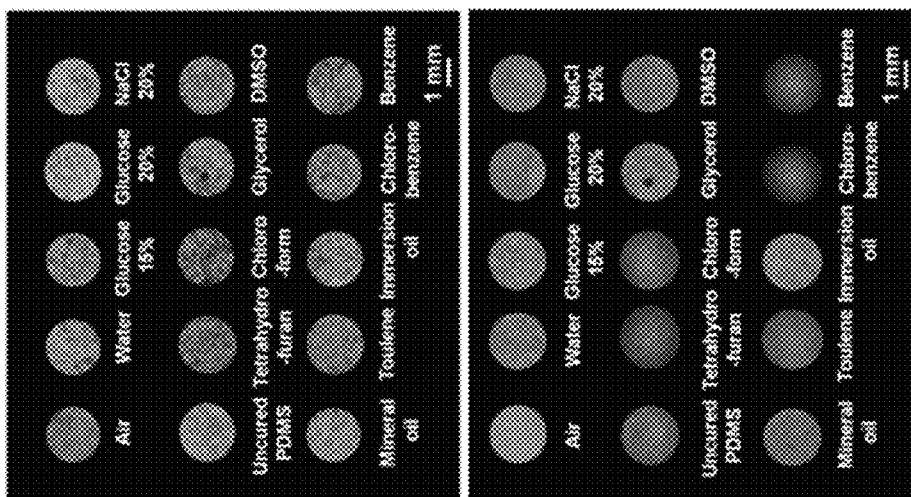 Air
Water
Glucose
15%
Glucose
20%
NaCl
20%
Uncured
PDMS
Tetrahydro
-furan
Chloro
-form
Glycerol
DMSO
Mineral
oil
Toulene
Immersion
oil
Chloro-
benzene
Benzene
1 mm
Air
Water
Glucose
15%
Glucose
20%
NaCl
20%
Uncured
PDMS
Tetrahydro
-furan
Chloro
-form
Glycerol
DMSO
Mineral
oil
Toulene
Immersion
oil
Chloro-
benzene
Benzene
1 mm